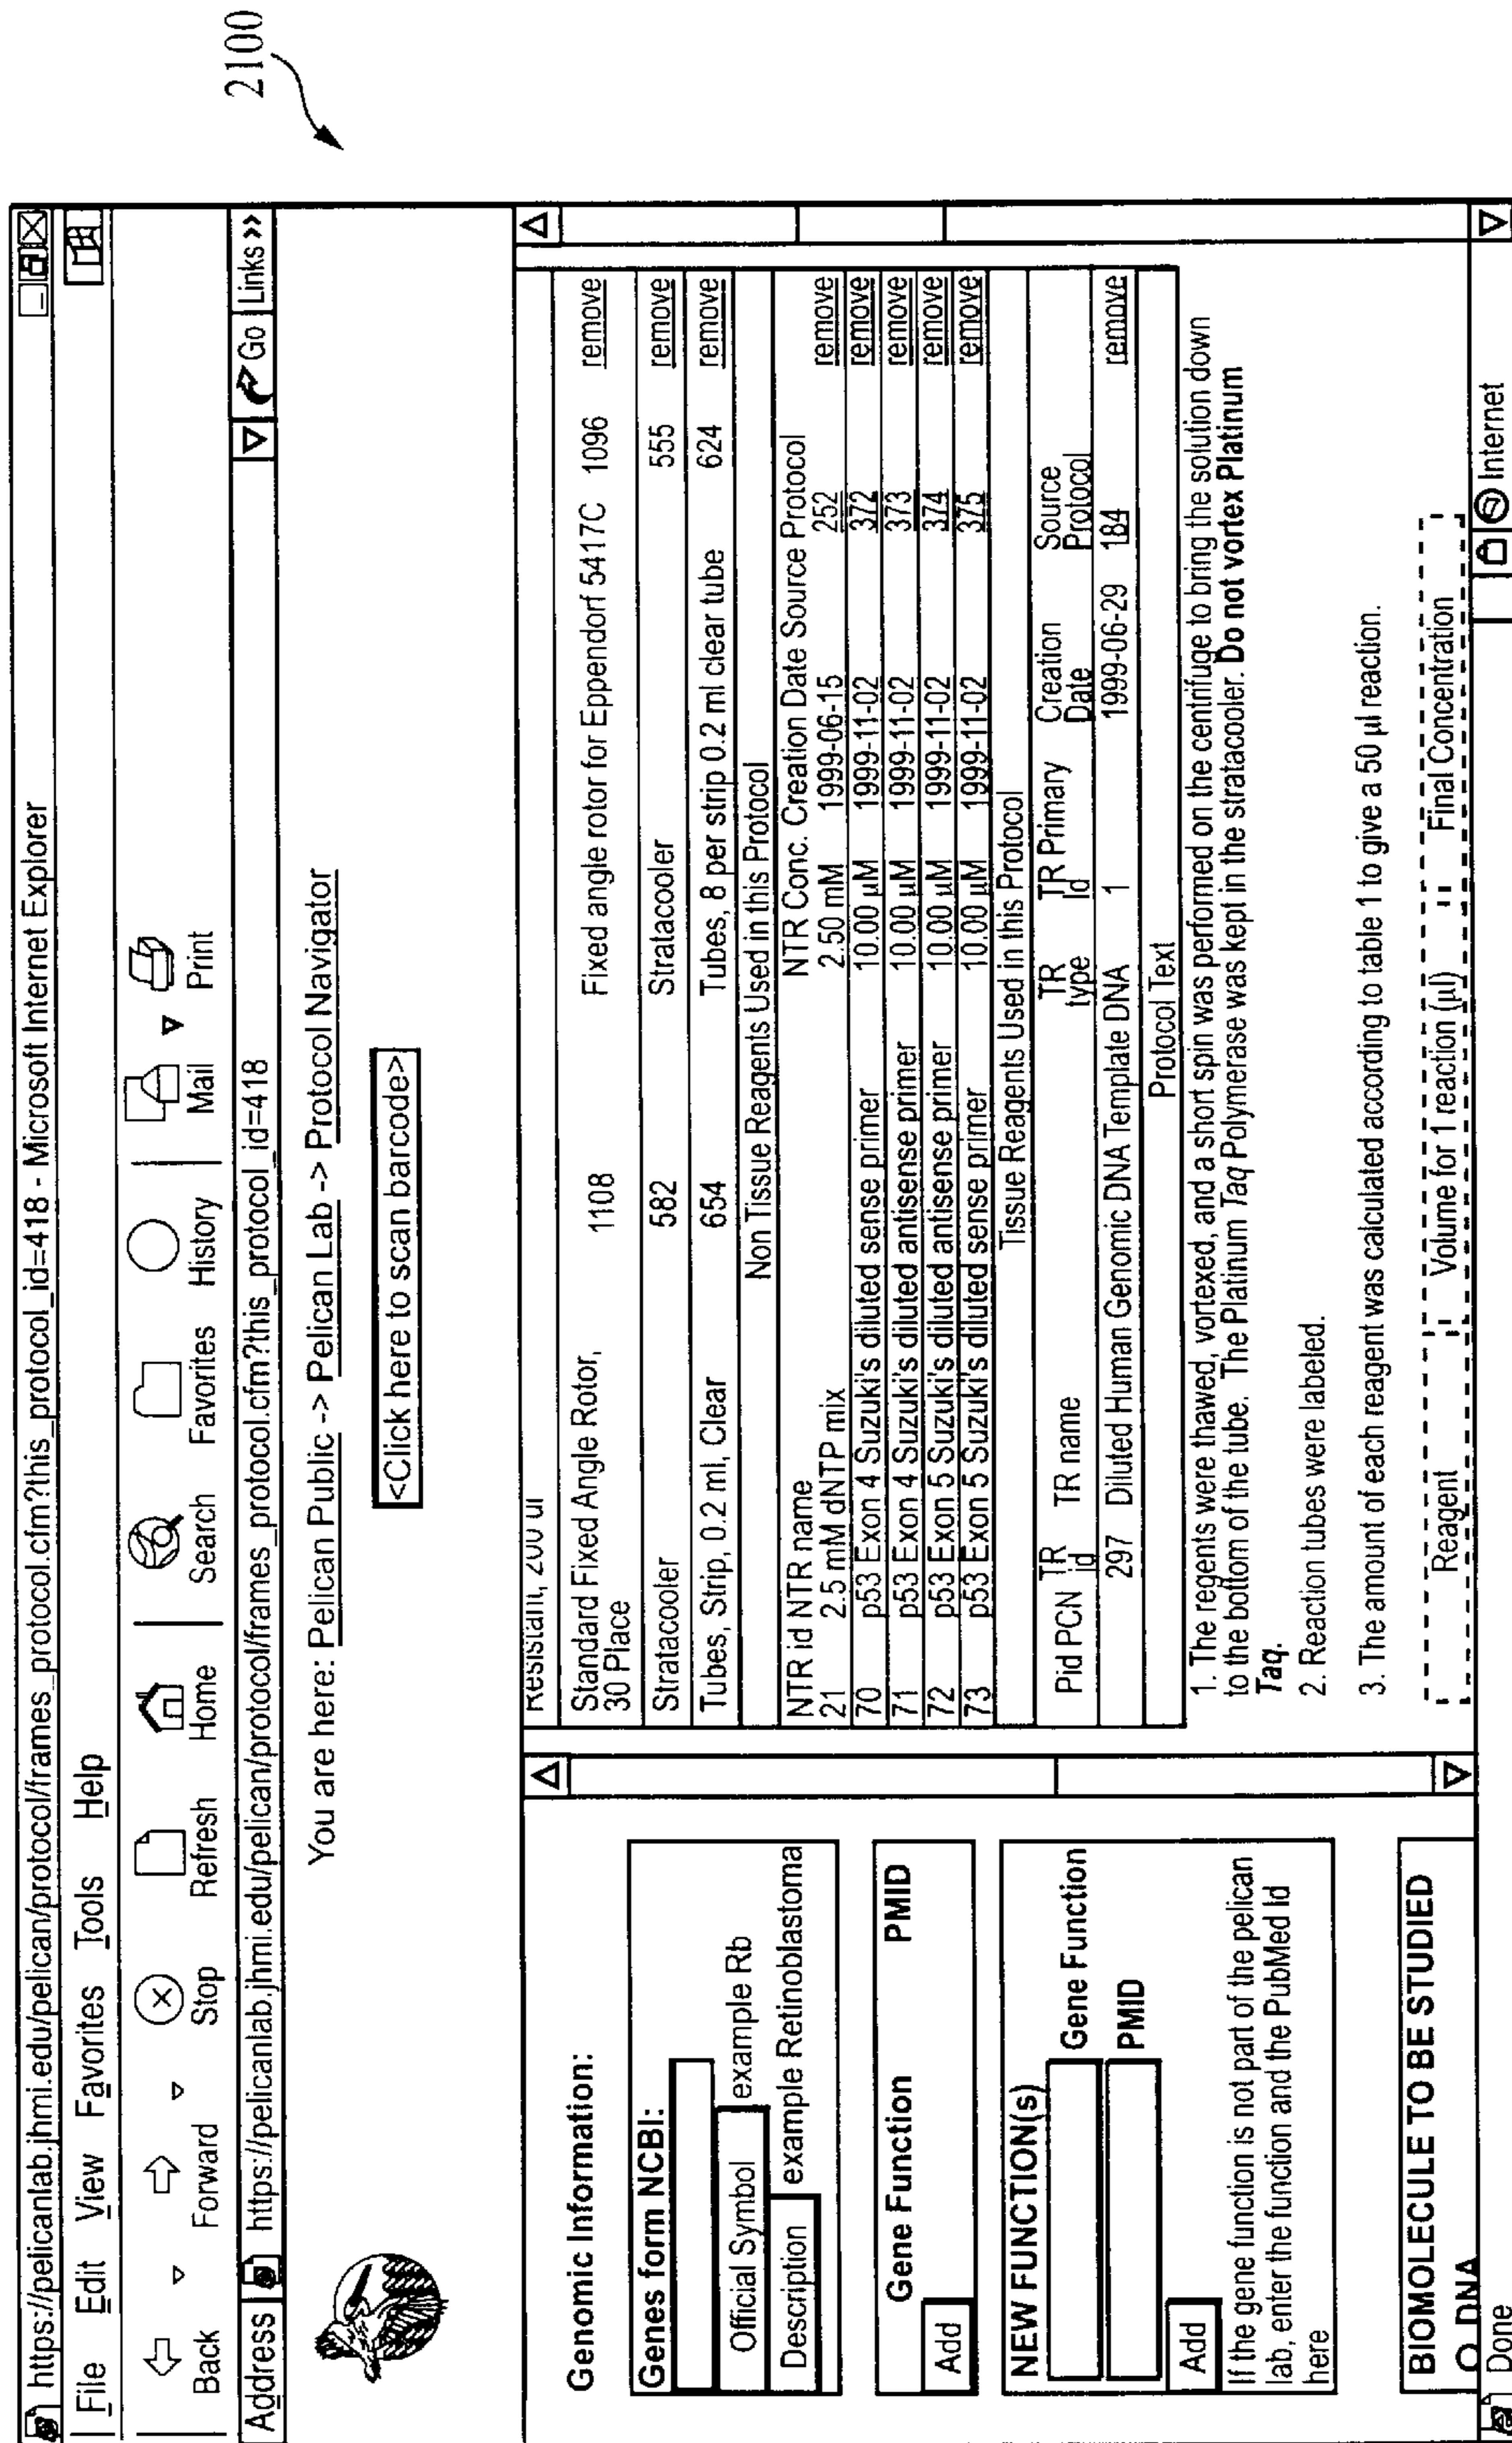 2100
https://pelicanlab.jhmi.edu/pelican/protocol/frames_protocol.cfm?this_protocol_id=418 - Microsoft Internet Explorer
File Edit View Favorites Tools Help
Back Forward Stop Refresh Home Search Favorites History Mail Print
Address https://pelicanlab.jhmi.edu/pelican/protocol/frames_protocol.cfm?this_protocol_id=418 Go Links >>
You are here: Pelican Public -> Pelican Lab -> Protocol Navigator
<Click here to scan barcode>
Genomic Information:
Genes form NCBI:
Official Symbol example Rb
Description example Retinoblastoma
Gene Function PMID
Add
NEW FUNCTION(s)
Gene Function
PMID
Add
If the gene function is not part of the pelican
lab, enter the function and the PubMed Id
here
BIOMOLECULE TO BE STUDIED
O DNA
Resistant, 200 ul
Standard Fixed Angle Rotor, 1108 Fixed angle rotor for Eppendorf 5417C 1096 remove
30 Place
Stratacooler 582 Stratacooler 555 remove
Tubes, Strip, 0.2 ml, Clear 654 Tubes, 8 per strip 0.2 ml clear tube 624 remove
Non Tissue Reagents Used in this Protocol
NTR id NTR name NTR Conc. Creation Date Source Protocol
21 2.5 mM dNTP mix 2.50 mM 1999-06-15 252 remove
70 p53 Exon 4 Suzuki's diluted sense primer 10.00 µM 1999-11-02 372 remove
71 p53 Exon 4 Suzuki's diluted antisense primer 10.00 µM 1999-11-02 373 remove
72 p53 Exon 5 Suzuki's diluted antisense primer 10.00 µM 1999-11-02 374 remove
73 p53 Exon 5 Suzuki's diluted sense primer 10.00 µM 1999-11-02 375 remove
Tissue Reagents Used in this Protocol
Pid PCN TR id TR name TR type TR Primary Id Creation Date Source Protocol
297 Diluted Human Genomic DNA Template DNA 1 1999-06-29 184 remove
Protocol Text
1. The regents were thawed, vortexed, and a short spin was performed on the centrifuge to bring the solution down
to the bottom of the tube. The Platinum Taq Polymerase was kept in the stratacooler. Do not vortex Platinum
Taq.
2. Reaction tubes were labeled.
3. The amount of each reagent was calculated according to table 1 to give a 50 µl reaction.
Reagent Volume for 1 reaction (µl) Final Concentration
Done Internet